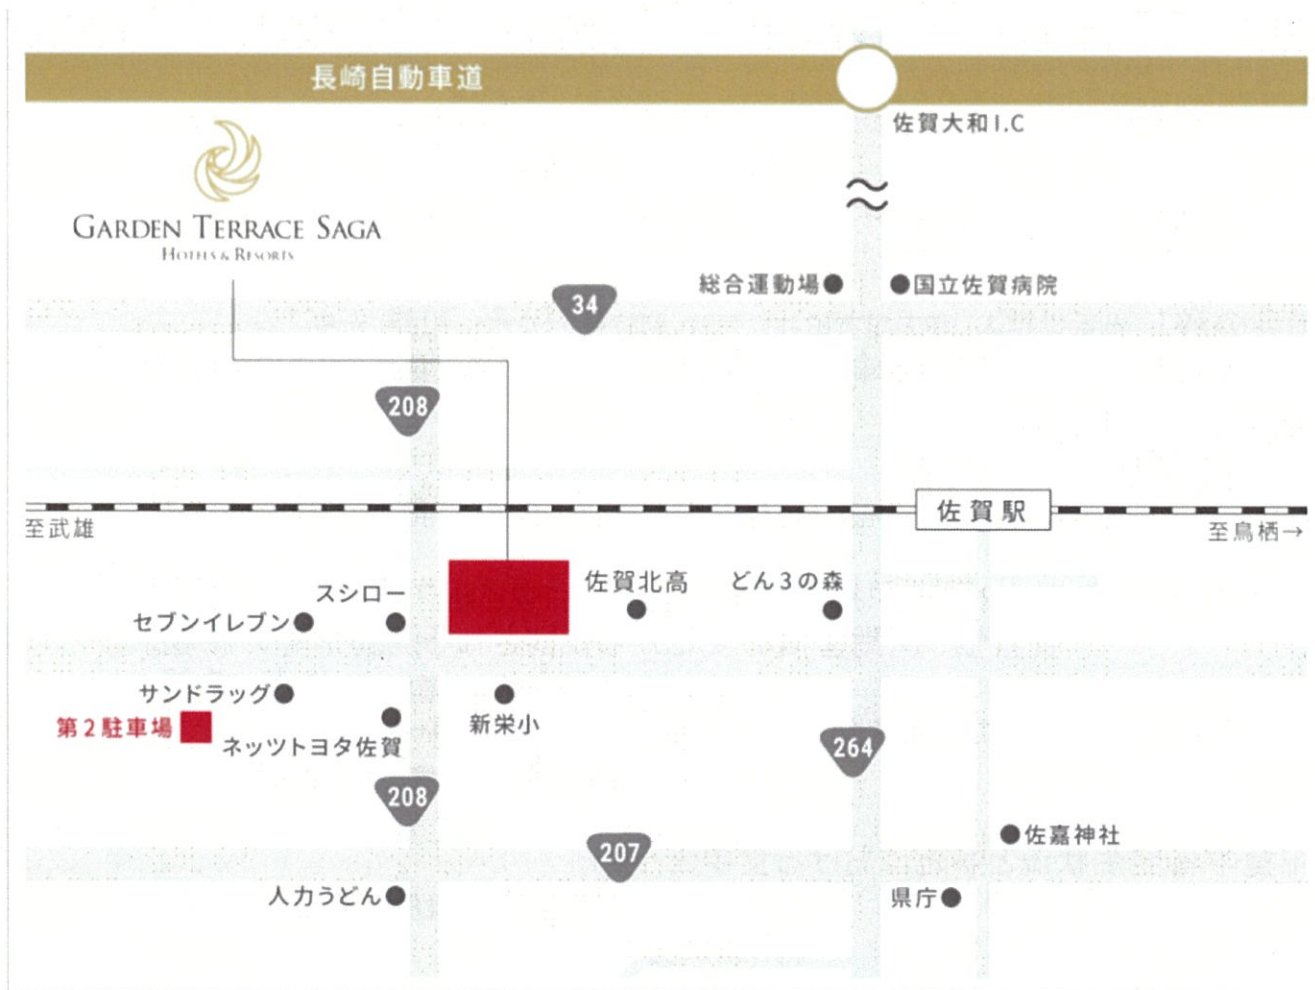 長崎自動車道
佐賀大和I.C
GARDEN TERRACE SAGA
HOTELS & RESORTS
総合運動場
国立佐賀病院
34
208
佐賀駅
至武雄
至鳥栖→
スシロー
佐賀北高
どん3の森
セブンイレブン
サンドラッグ
第2駐車場
ネッツトヨタ佐賀
新栄小
264
208
207
佐嘉神社
人力うどん
県庁